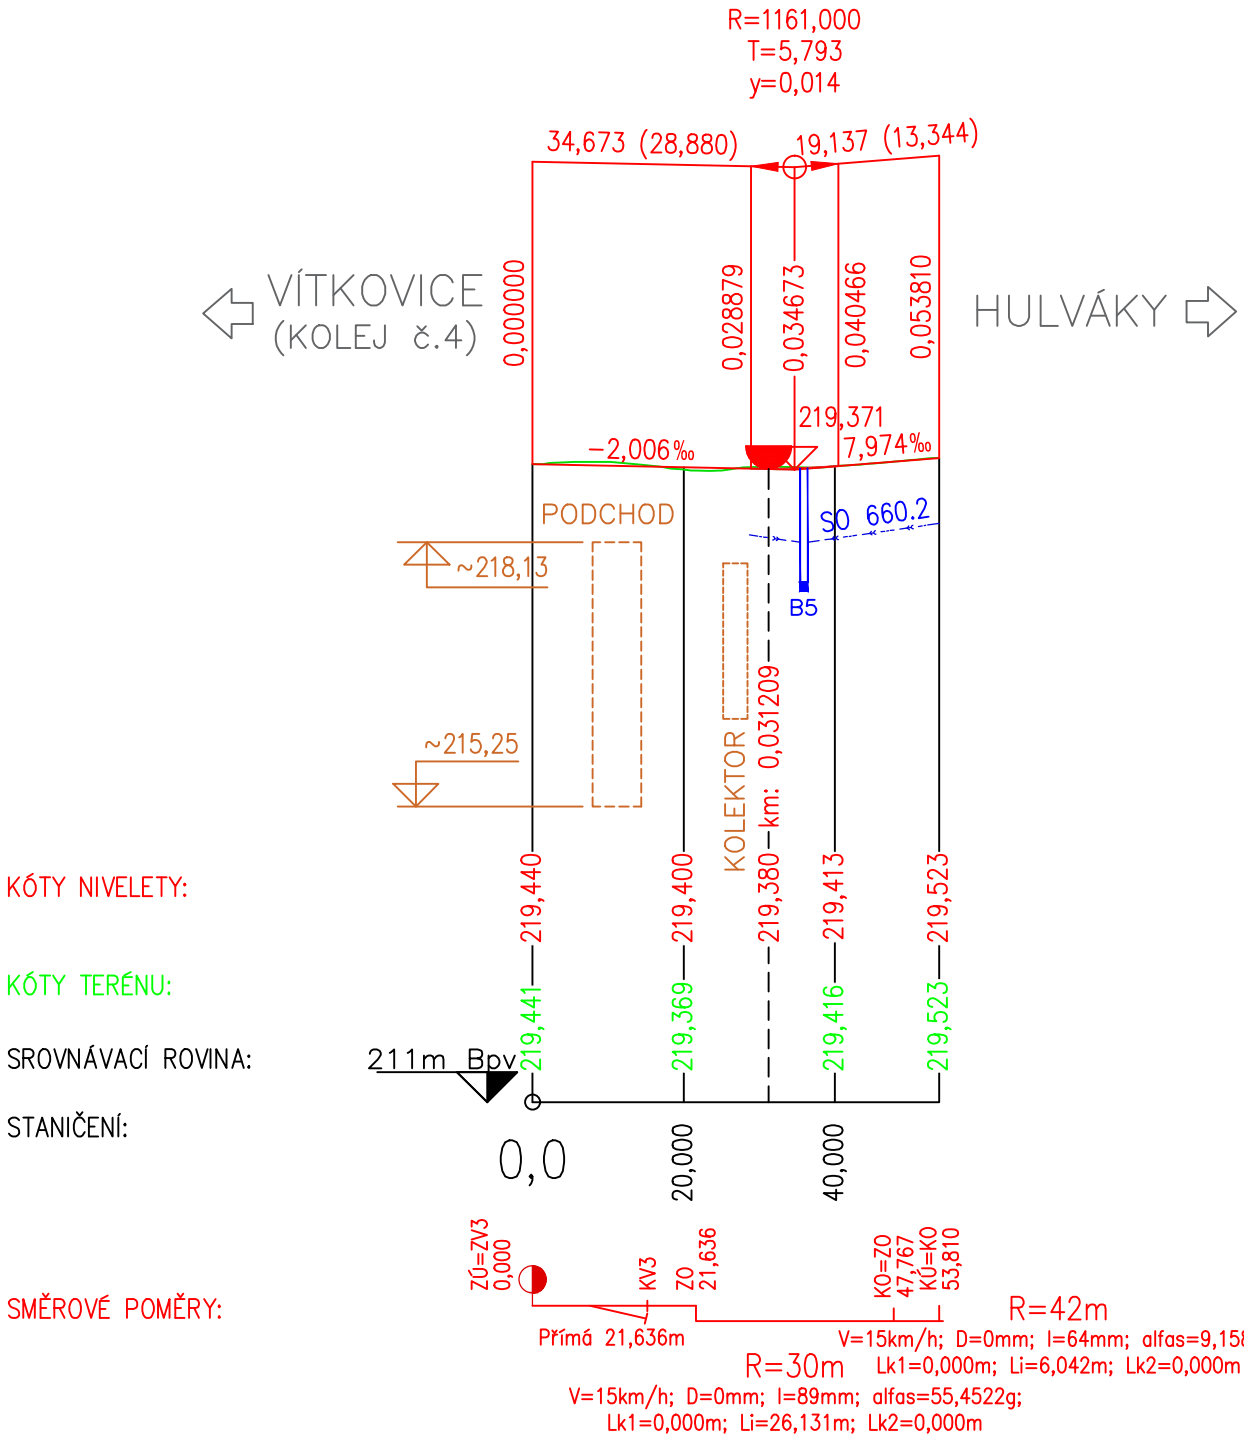 R=1161,000
T=5,793
y=0,014
34,673 (28,880)
19,137 (13,344)
VÍTKOVICE
(KOLEJ č.4)
HULVÁKY
0,000000
0,028879
0,034673
0,040466
0,053810
219,371
-2,006‰
7,974‰
PODCHOD
SO 660.2
~218,13
B5
~215,25
KOLEKTOR
km: 0,031209
KÓTY NIVELETY:
219,440
219,400
219,380
219,413
219,523
KÓTY TERÉNU:
219,441
219,369
219,416
219,523
SROVNÁVACÍ ROVINA:
211m Bpv
STANIČENÍ:
0,0
20,000
40,000
SMĚROVÉ POMĚRY:
ZÚ=ZV3
0,000
KV3
ZO
21,636
KO=ZO
47,767
KÚ=KO
53,810
Přímá 21,636m
R=42m
V=15km/h; D=0mm; I=64mm; alfas=9,158
Lk1=0,000m; Li=6,042m; Lk2=0,000m
R=30m
V=15km/h; D=0mm; I=89mm; alfas=55,4522g;
Lk1=0,000m; Li=26,131m; Lk2=0,000m